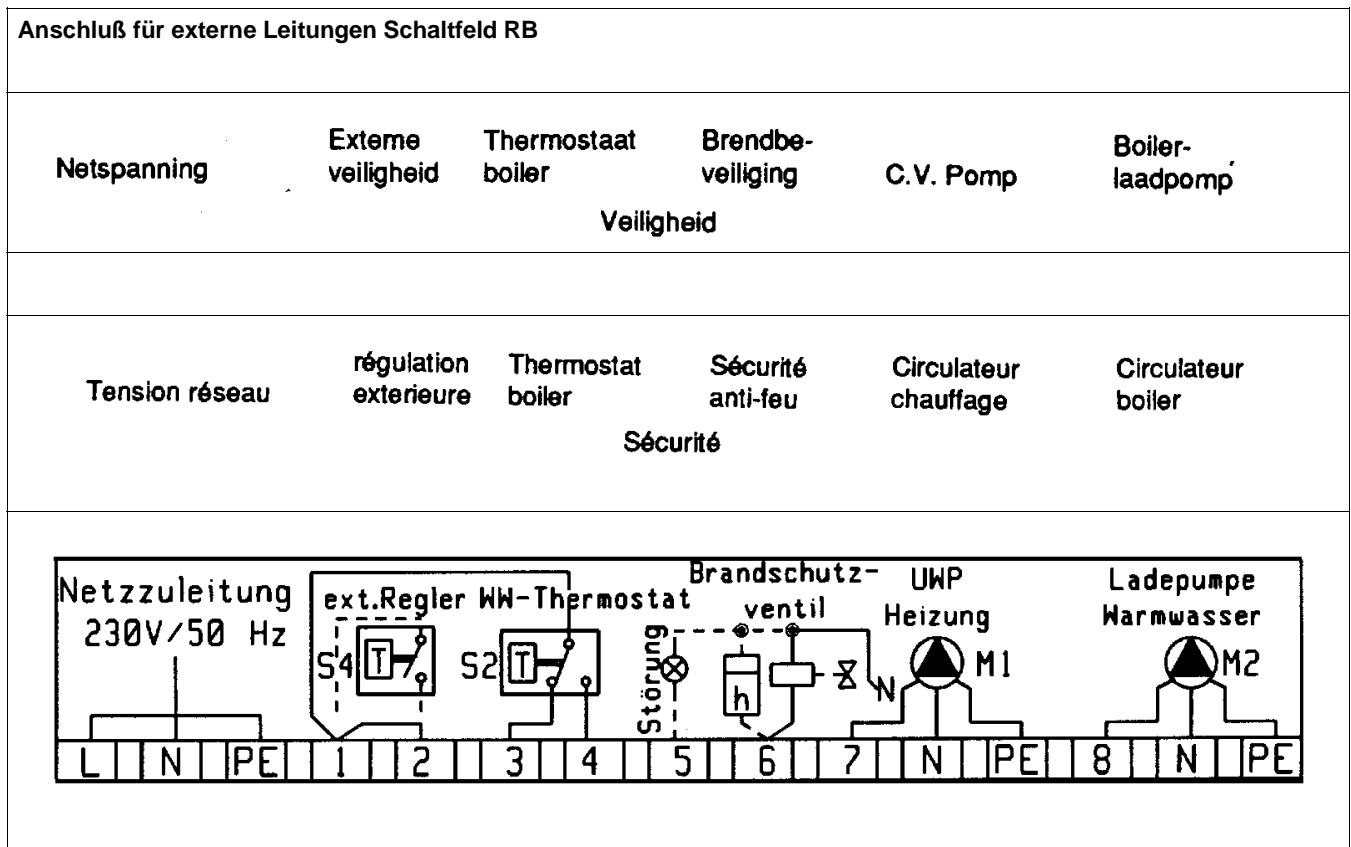 Anschluß für externe Leitungen Schaltfeld RB
Netspanning
Externe
veiligheid
Thermostaat
boiler
Brendbe-
veiliging
C.V. Pomp
Boiler-
laadpomp
Veiligheid
Tension réseau
régulation
exterieure
Thermostat
boiler
Sécurité
anti-feu
Circulateur
chauffage
Circulateur
boiler
Sécurité
Netzzuleitung
230V/50 Hz
ext.Regler
WW-Thermostat
Brandschutz-
ventil
UWP
Heizung
Ladepumpe
Warmwasser
S4
T
S2
T
Störung
h
N
M1
M2
L N PE 1 2 3 4 5 6 7 N PE 8 N PE